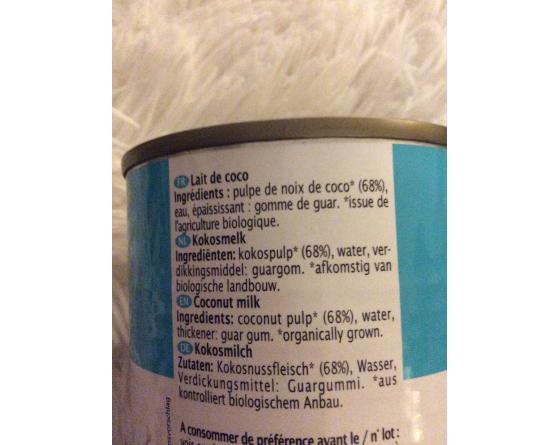 FR Lait de coco
Ingrédients : pulpe de noix de coco* (68%),
eau, épaississant : gomme de guar. *issue de
l'agriculture biologique.
NL Kokosmelk
Ingrediënten: kokospulp* (68%), water, ver-
dikkingsmiddel: guargom. *afkomstig van
biologische landbouw.
EN Coconut milk
Ingredients: coconut pulp* (68%), water,
thickener: guar gum. *organically grown.
DE Kokosmilch
Zutaten: Kokosnussfleisch* (68%), Wasser,
Verdickungsmittel: Guargummi. *aus
kontrolliert biologischem Anbau.
A consommer de préférence avant le / n° lot :